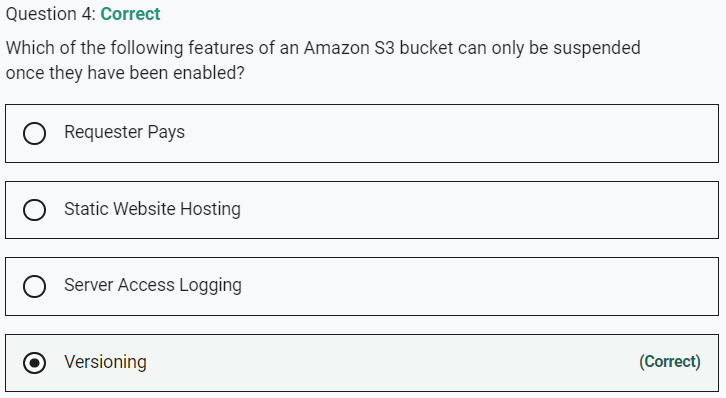 Question 4: Correct
Which of the following features of an Amazon S3 bucket can only be suspended
once they have been enabled?
Requester Pays
Static Website Hosting
Server Access Logging
Versioning (Correct)